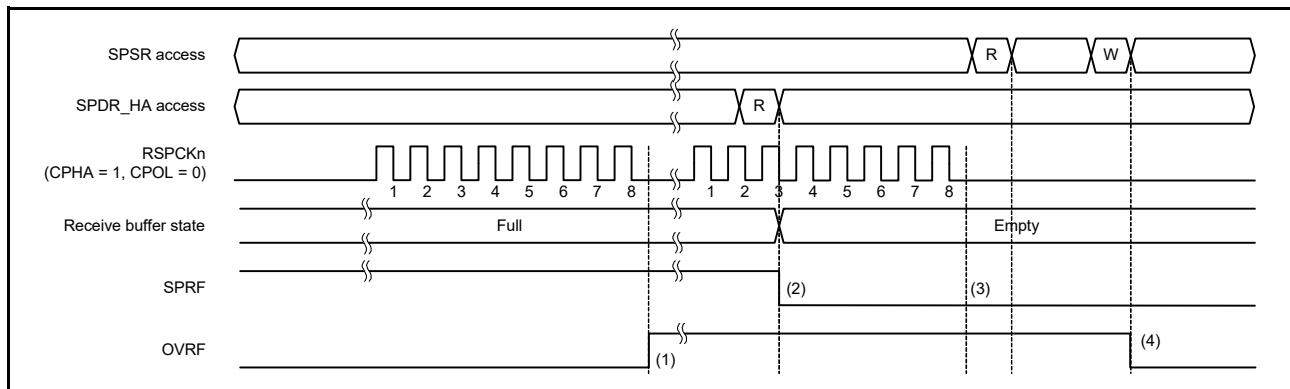 SPSR access
R
W
SPDR_HA access
R
RSPCKn
(CPHA = 1, CPOL = 0)
1 2 3 4 5 6 7 8 1 2 3 4 5 6 7 8
Receive buffer state
Full
Empty
SPRF
(2)
(3)
OVRF
(1)
(4)